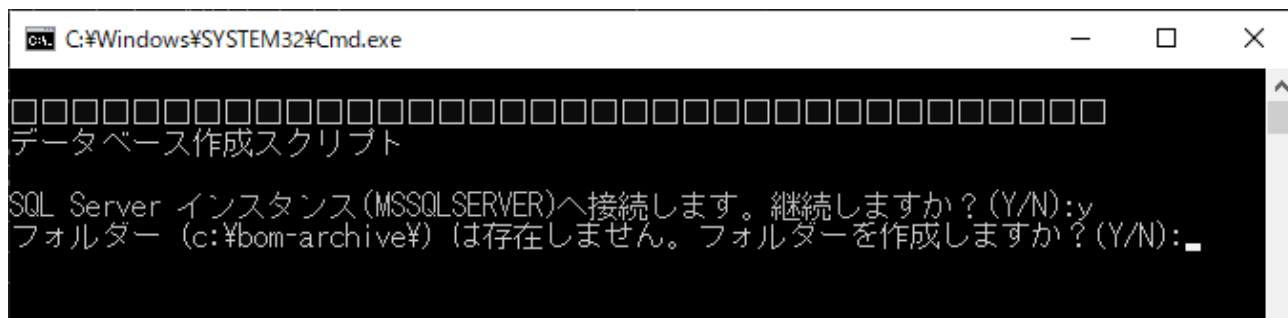 C:¥Windows¥SYSTEM32¥Cmd.exe
□□□□□□□□□□□□□□□□□□□□□□□□□□□□□□□□□□□□
データベース作成スクリプト
SQL Server インスタンス(MSSQLSERVER)へ接続します。継続しますか？(Y/N):y
フォルダー (c:¥bom-archive¥) は存在しません。フォルダーを作成しますか？(Y/N):